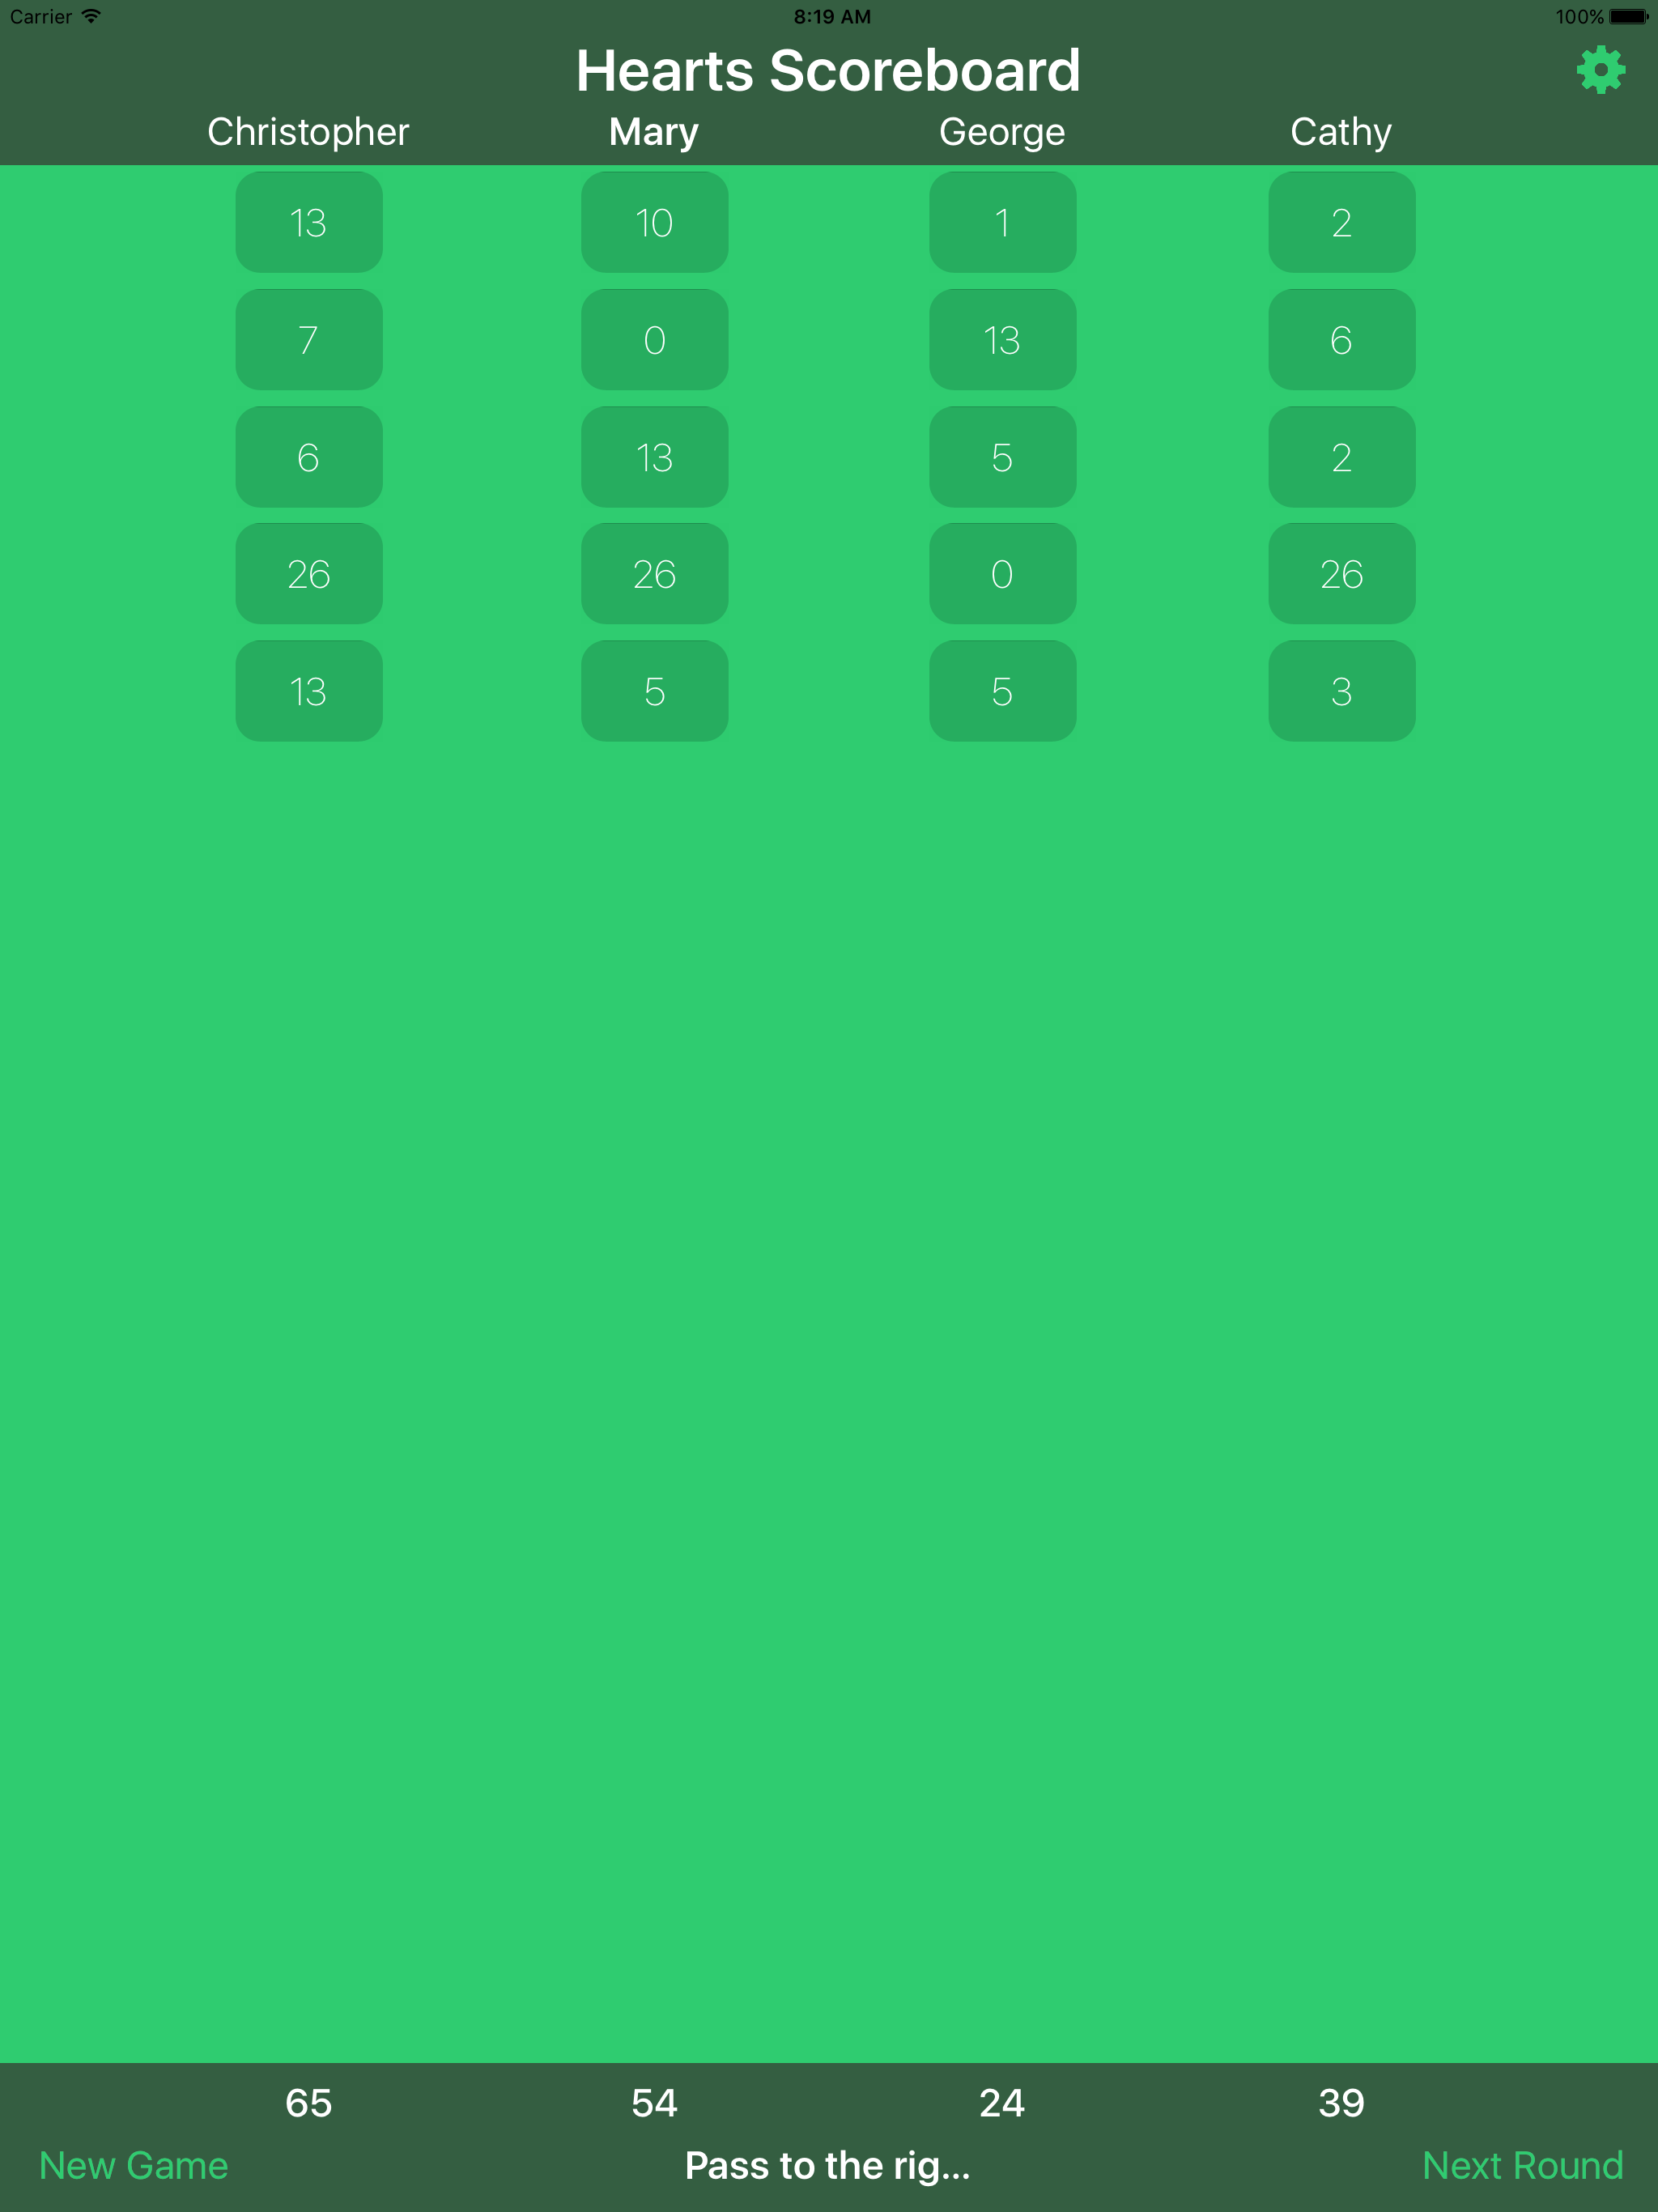 Carrier 8:19 AM 100%
Hearts Scoreboard
Christopher Mary George Cathy
13 10 1 2
7 0 13 6
6 13 5 2
26 26 0 26
13 5 5 3
65 54 24 39
New Game Pass to the rig... Next Round